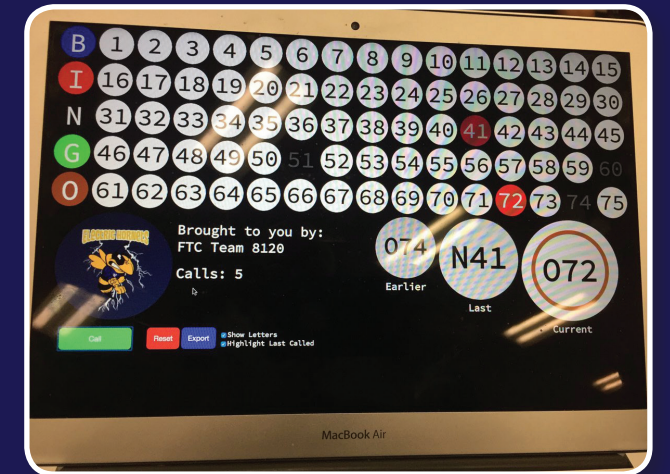 B 1 2 3 4 5 6 7 8 9 10 11 12 13 14 15
I 16 17 18 19 20 21 22 23 24 25 26 27 28 29 30
N 31 32 33 34 35 36 37 38 39 40 41 42 43 44 45
G 46 47 48 49 50 51 52 53 54 55 56 57 58 59 60
O 61 62 63 64 65 66 67 68 69 70 71 72 73 74 75
ELECTRIC HORNETS
Brought to you by:
FTC Team 8120
Calls: 5
O74
Earlier
N41
Last
O72
Current
Call
Reset
Export
Show Letters
Highlight Last Called
MacBook Air